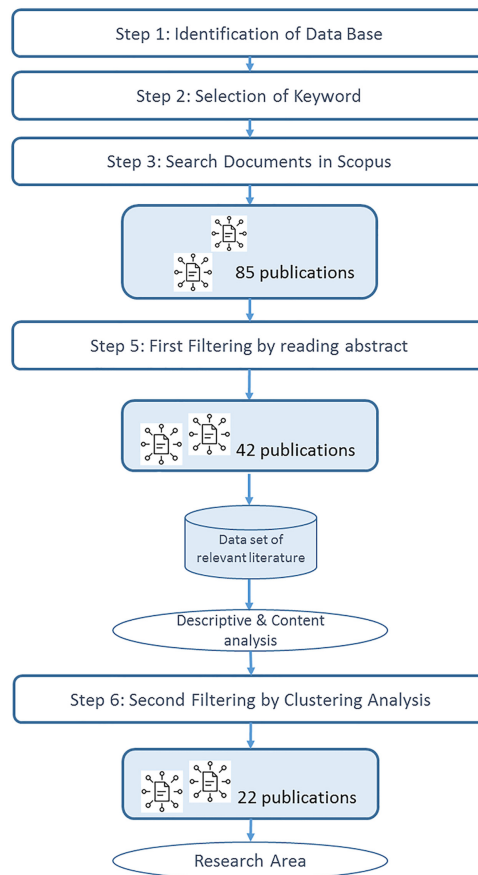 Step 1: Identification of Data Base
Step 2: Selection of Keyword
Step 3: Search Documents in Scopus
85 publications
Step 5: First Filtering by reading abstract
42 publications
Data set of
relevant literature
Descriptive & Content
analysis
Step 6: Second Filtering by Clustering Analysis
22 publications
Research Area